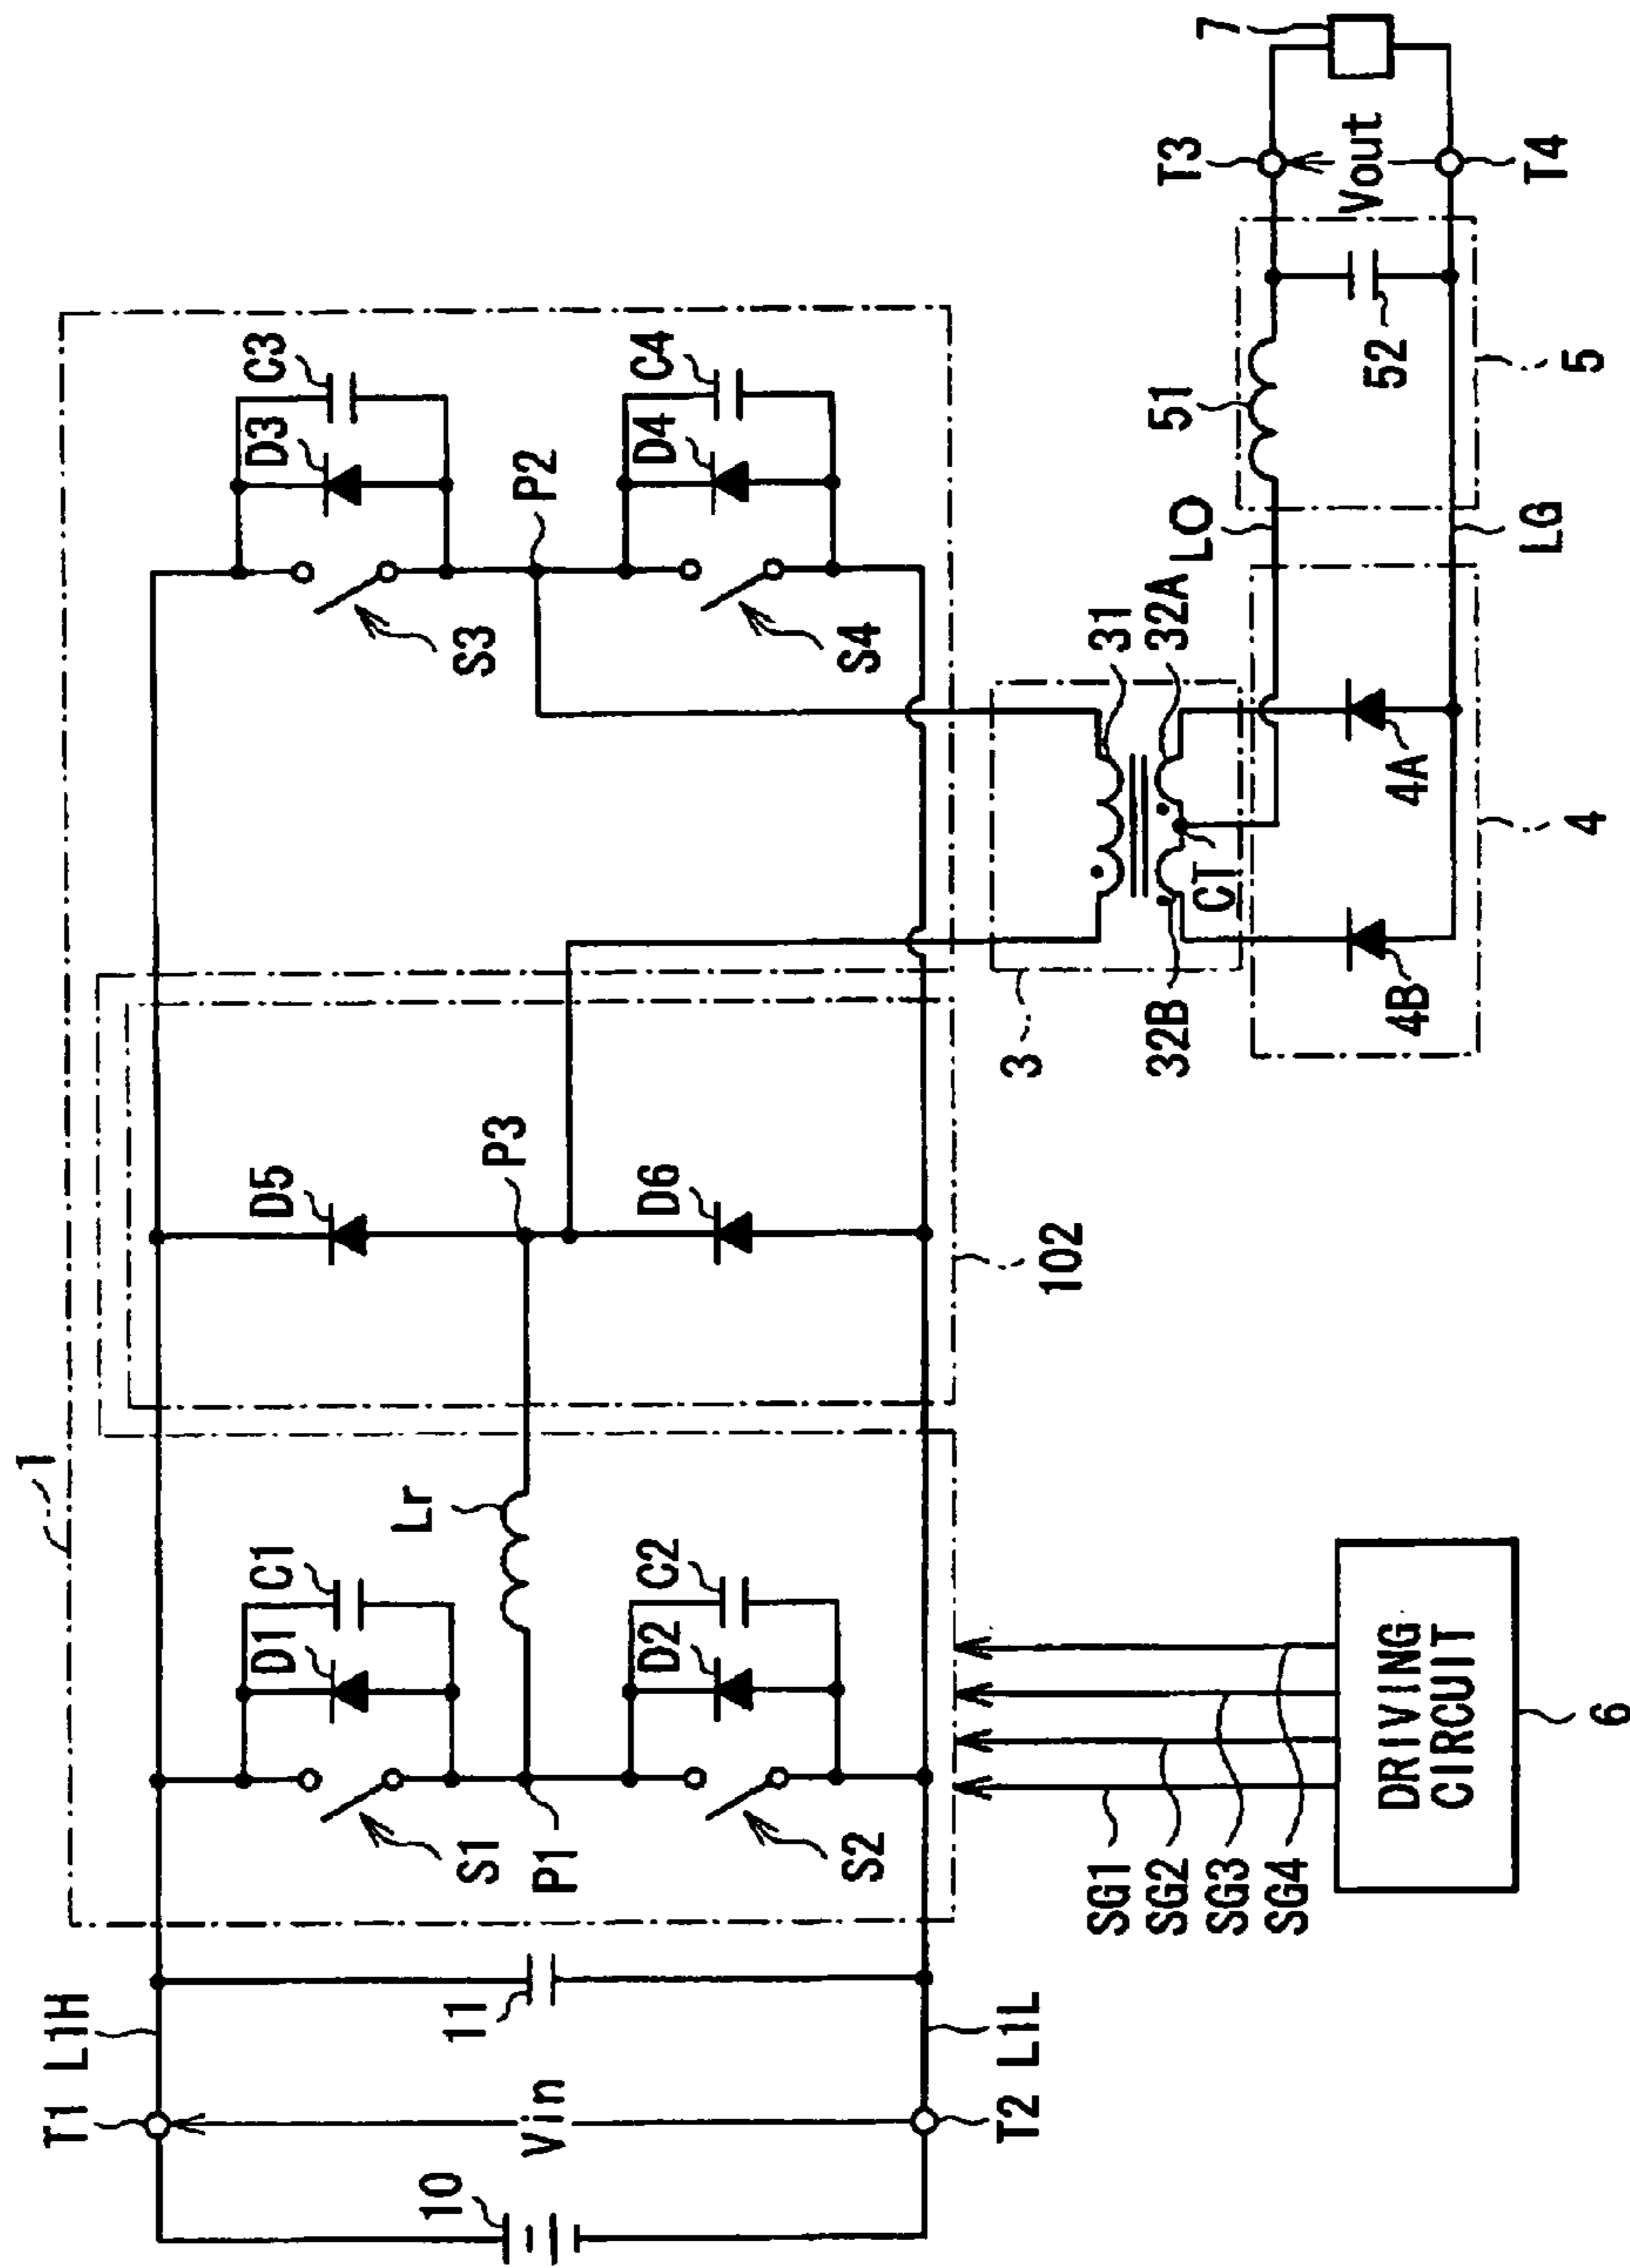 1
T1
L1H
10
Vin
11
T2
L1L
S1
D1
C1
P1
Lr
S2
D2
C2
D5
P3
D6
102
S3
D3
C3
P2
S4
D4
C4
SG1
SG2
SG3
SG4
DRIVING
CIRCUIT
6
3
31
32A
32B
CT
4B
4A
4
LO
LG
51
52
5
T3
Vout
T4
7